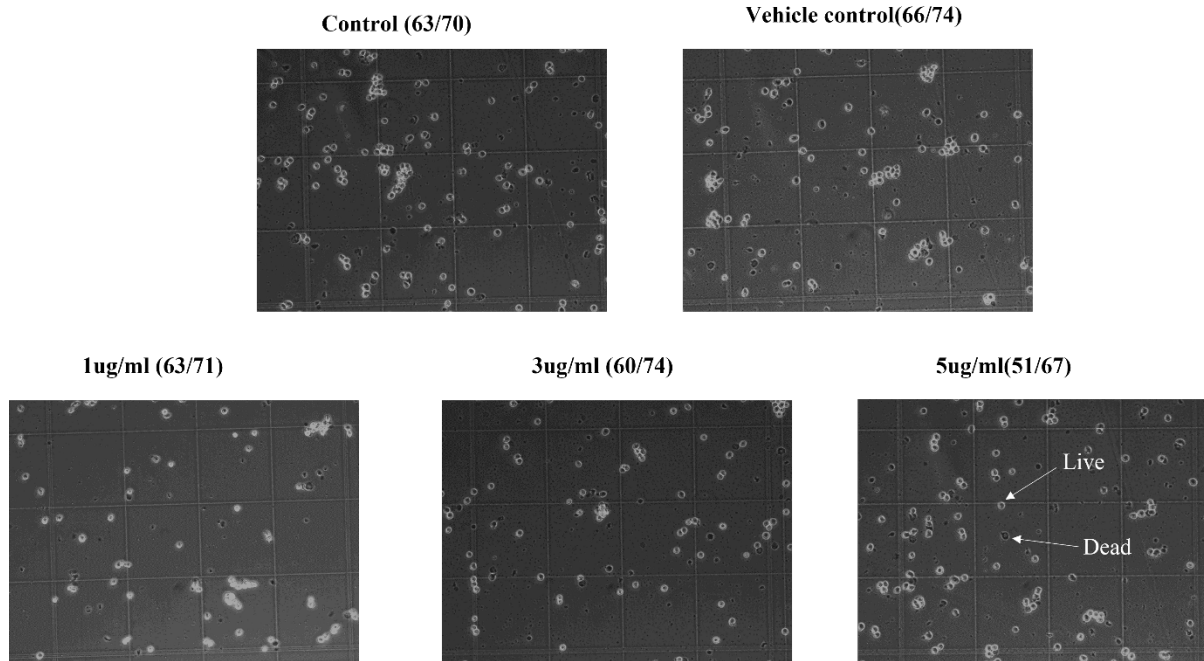 Control (63/70)
Vehicle control(66/74)
1ug/ml (63/71)
3ug/ml (60/74)
5ug/ml(51/67)
Live
Dead